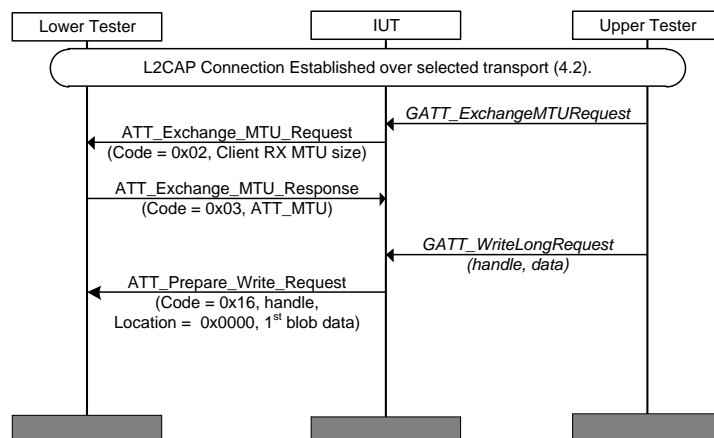 Lower Tester
IUT
Upper Tester
L2CAP Connection Established over selected transport (4.2).
GATT_ExchangeMTURequest
ATT_Exchange_MTU_Request
(Code = 0x02, Client RX MTU size)
ATT_Exchange_MTU_Response
(Code = 0x03, ATT_MTU)
GATT_WriteLongRequest
(handle, data)
ATT_Prepare_Write_Request
(Code = 0x16, handle,
Location = 0x0000, 1st blob data)